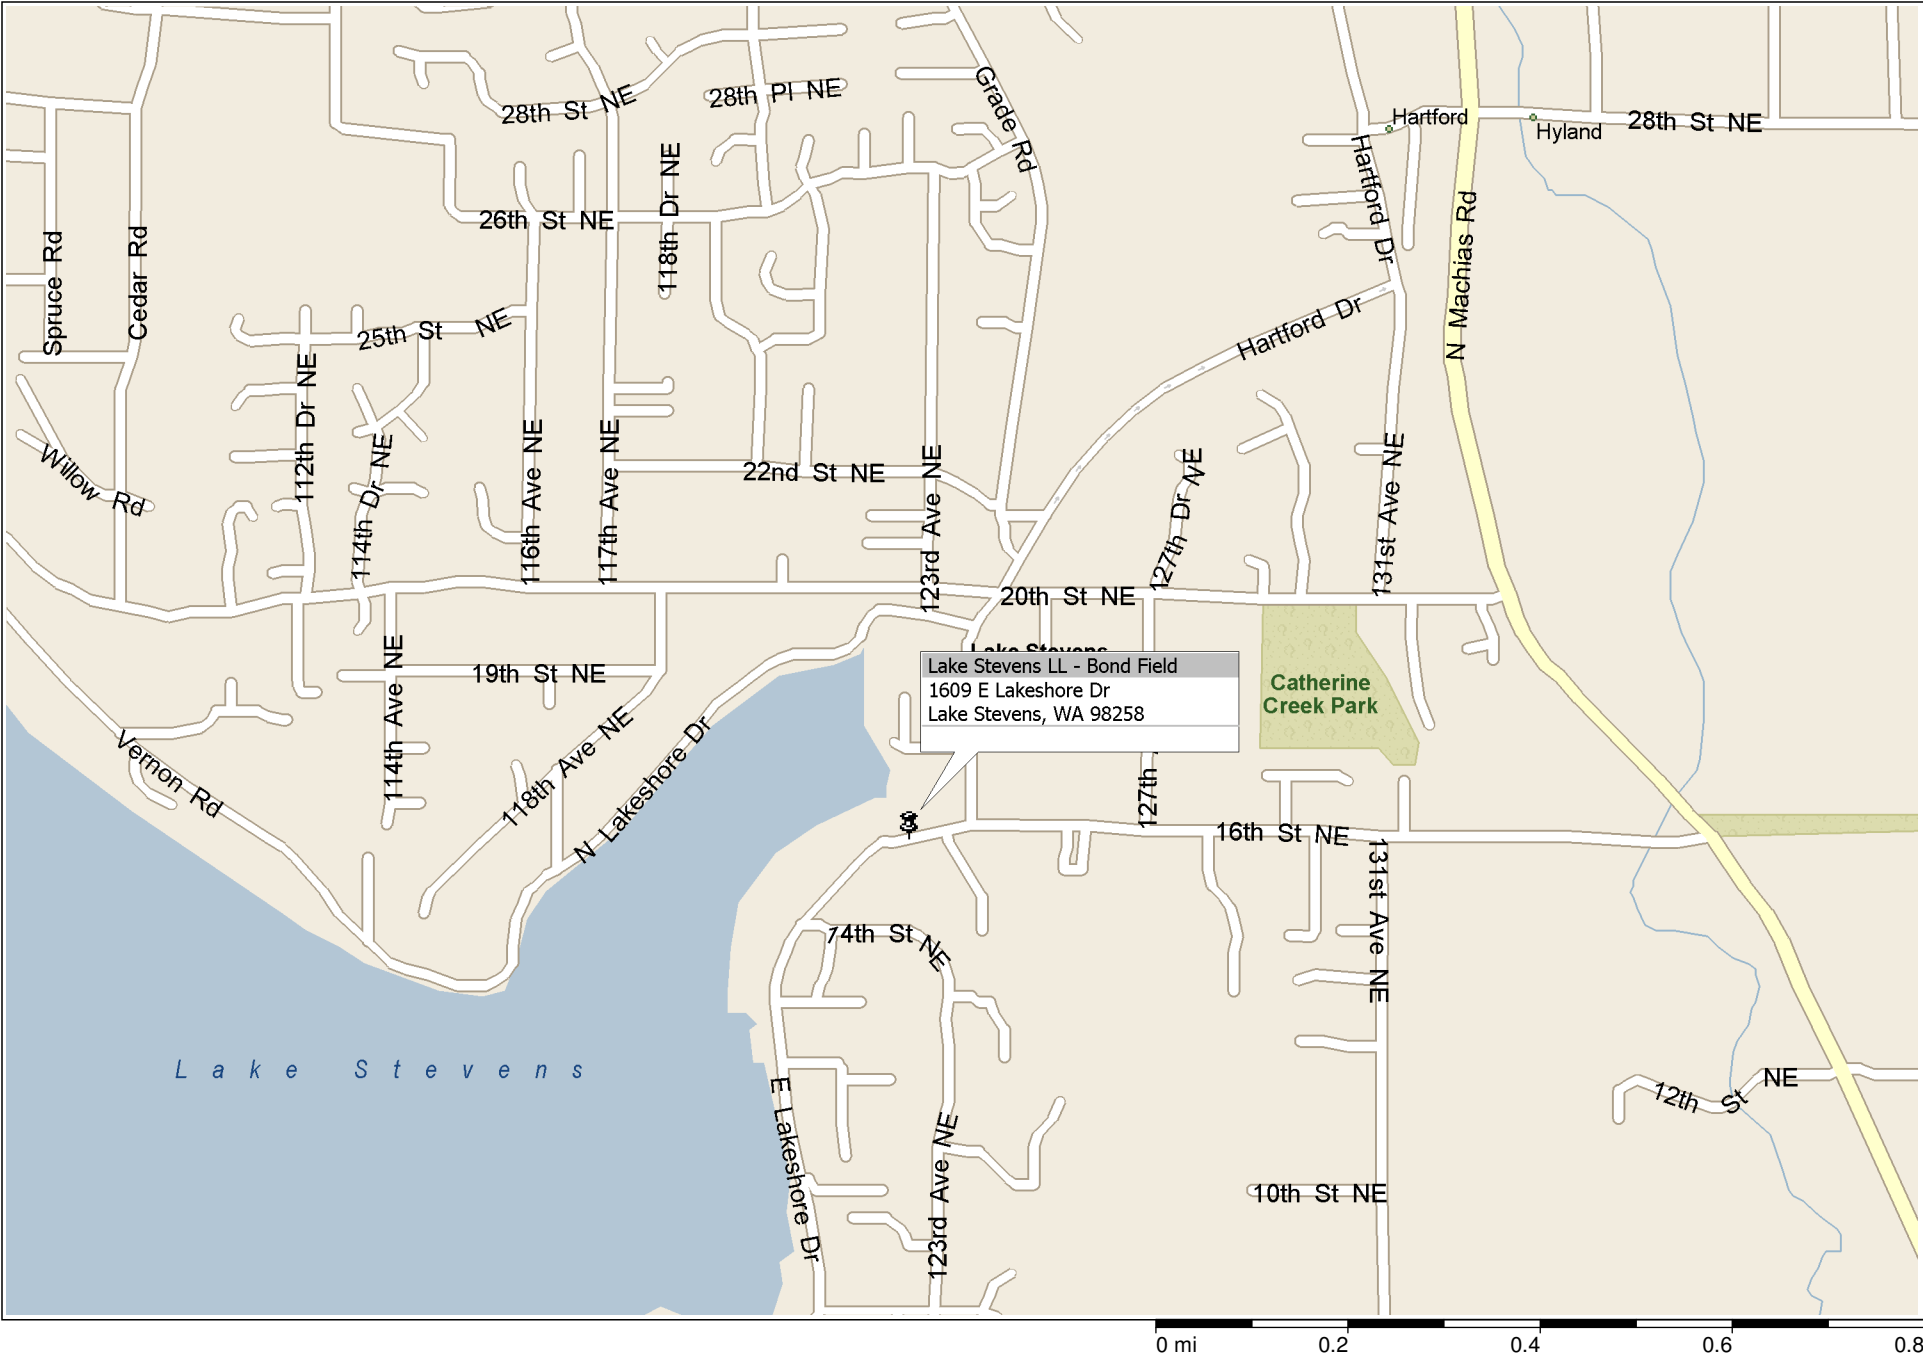 28th St NE
28th Pl NE
Grade Rd
Hartford
Hyland
28th St NE
Hartford Dr
118th Dr NE
26th St NE
N Machias Rd
Spruce Rd
Cedar Rd
25th St NE
Hartford Dr
112th Dr NE
114th Dr NE
Willow Rd
116th Ave NE
117th Ave NE
22nd St NE
123rd Ave NE
127th Dr NE
131st Ave NE
20th St NE
Lake Stevens
Lake Stevens LL - Bond Field
1609 E Lakeshore Dr
Lake Stevens, WA 98258
Catherine
Creek Park
114th Ave NE
19th St NE
118th Ave NE
N Lakeshore Dr
Vernon Rd
127th
16th St NE
131st Ave NE
14th St NE
Lake Stevens
E Lakeshore Dr
123rd Ave NE
12th St NE
10th St NE
0 mi 0.2 0.4 0.6 0.8